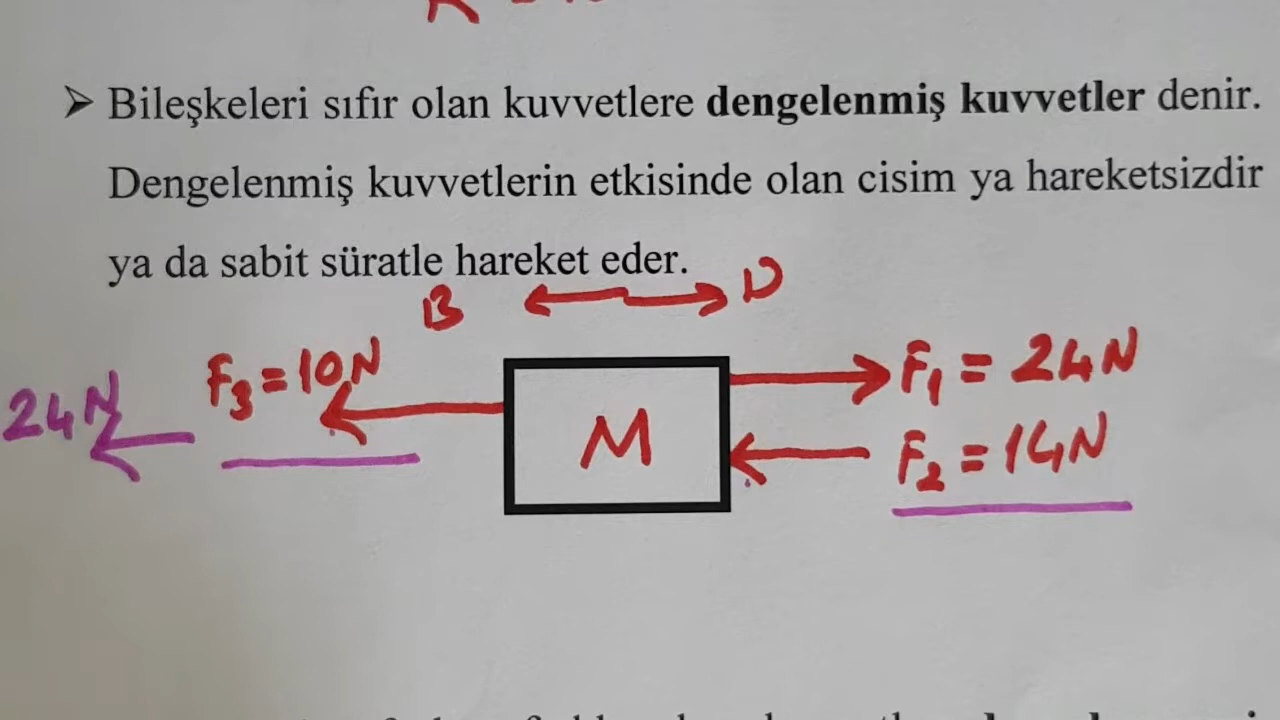 ➤ Bileşkeleri sıfır olan kuvvetlere dengelenmiş kuvvetler denir.
Dengelenmiş kuvvetlerin etkisinde olan cisim ya hareketsizdir
ya da sabit süratle hareket eder.
B D
24N F₃=10N M F₁ = 24N
F₂ = 14N